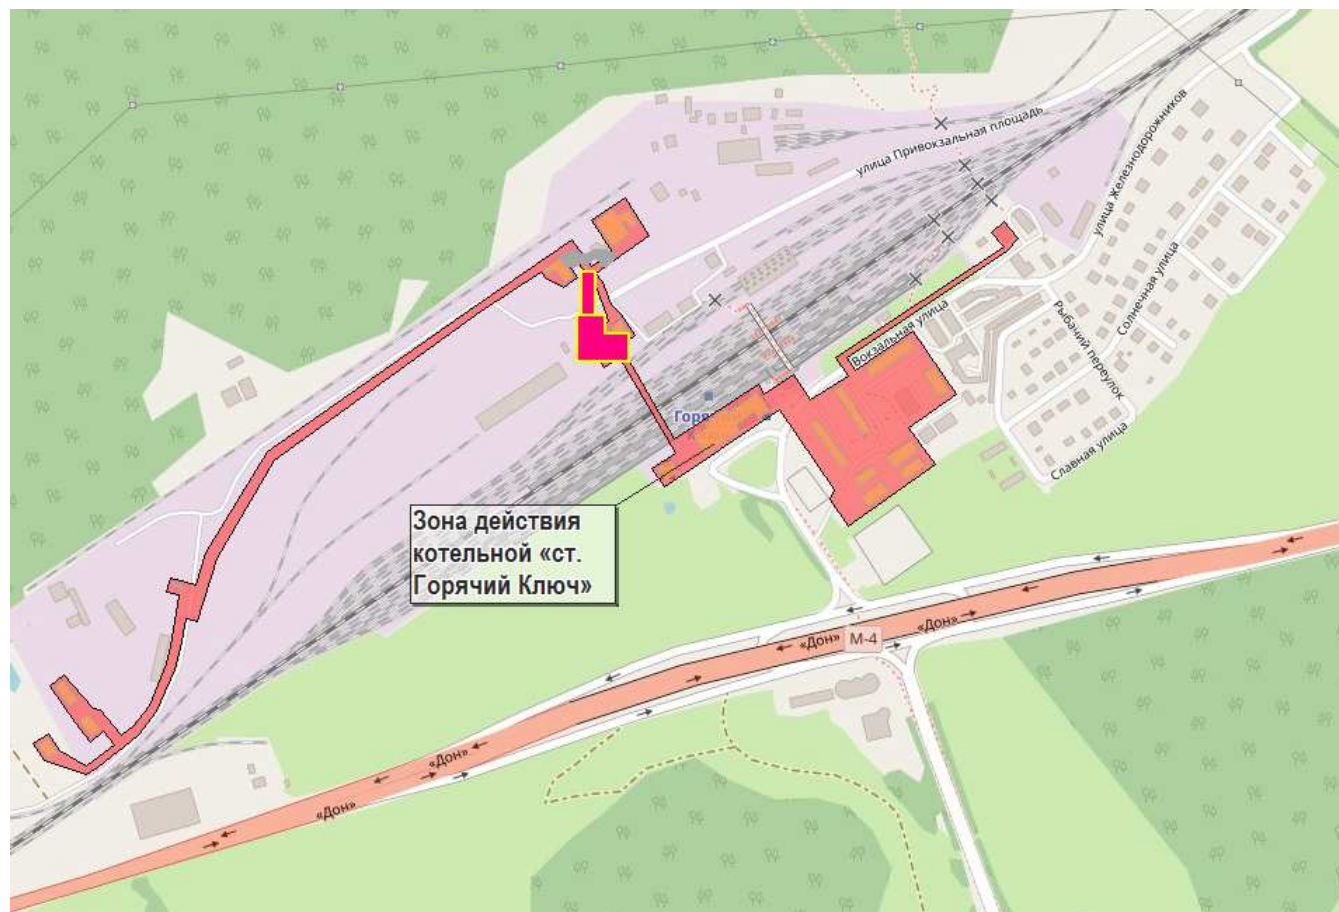 улица Привокзальная площадь
улица Железнодорожников
Солнечная улица
Вокзальная улица
Рыбачий переулок
Славная улица
Зона действия
котельной «ст.
Горячий Ключ»
«Дон»
М-4
«Дон»
«Дон»
«Дон»